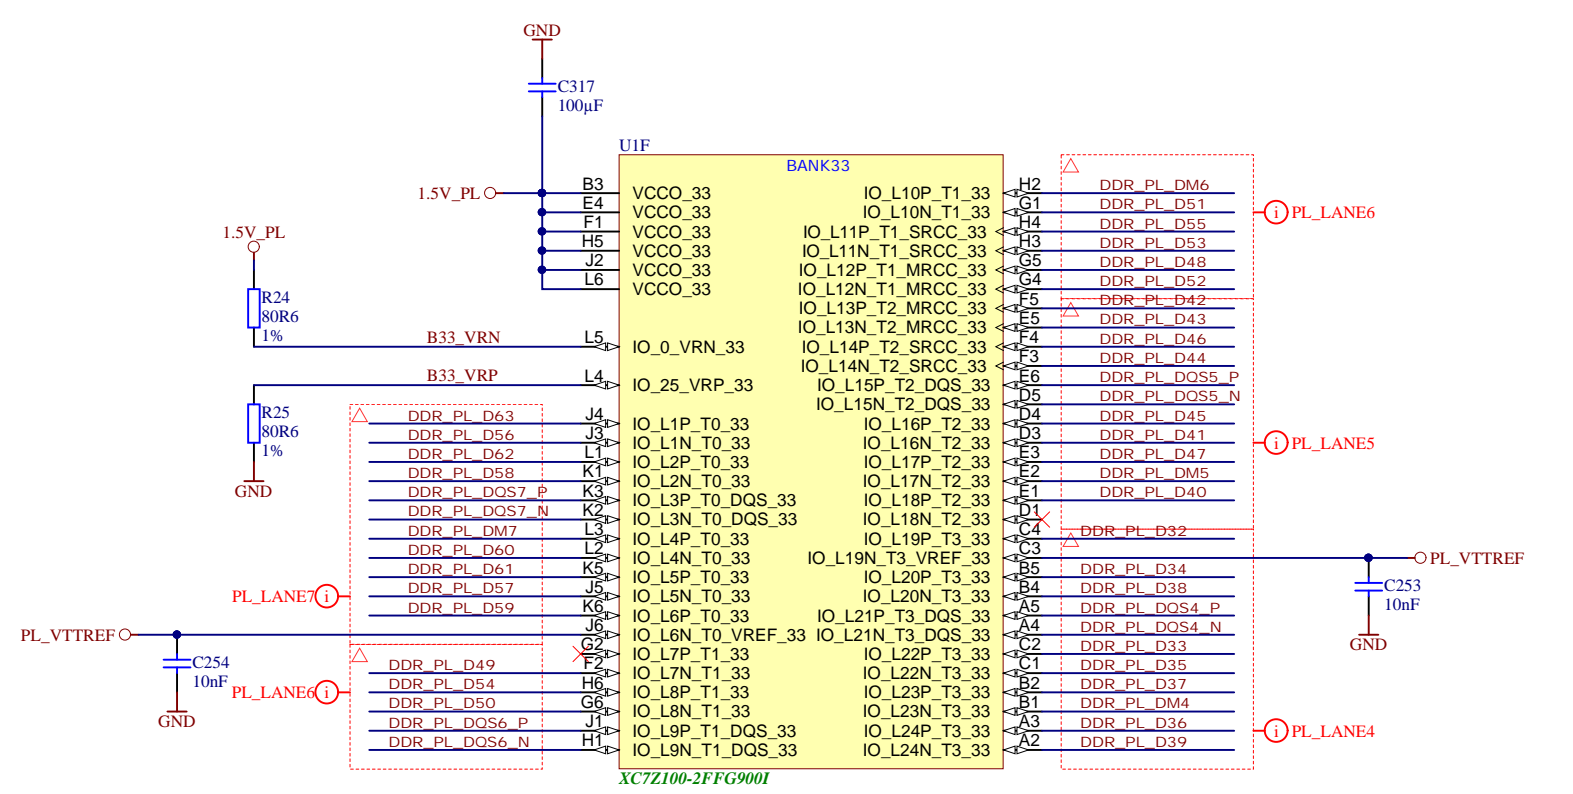 GND
C317
100µF
U1F
BANK33
1.5V_PL
B3 VCCO_33
E4 VCCO_33
F1 VCCO_33
H5 VCCO_33
J2 VCCO_33
L6 VCCO_33
1.5V_PL
R24
80R6
1%
B33_VRN L5 IO_0_VRN_33
B33_VRP L4 IO_25_VRP_33
R25
80R6
1%
GND
DDR_PL_D63 J4 IO_L1P_T0_33
DDR_PL_D56 J3 IO_L1N_T0_33
DDR_PL_D62 L1 IO_L2P_T0_33
DDR_PL_D58 K1 IO_L2N_T0_33
DDR_PL_DQS7_P K3 IO_L3P_T0_DQS_33
DDR_PL_DQS7_N K2 IO_L3N_T0_DQS_33
DDR_PL_DM7 L3 IO_L4P_T0_33
DDR_PL_D60 L2 IO_L4N_T0_33
DDR_PL_D61 K5 IO_L5P_T0_33
DDR_PL_D57 J5 IO_L5N_T0_33
DDR_PL_D59 K6 IO_L6P_T0_33
PL_LANE7 i
PL_VTTREF J6 IO_L6N_T0_VREF_33
C254
10nF
GND
G2 IO_L7P_T1_33
DDR_PL_D49 F2 IO_L7N_T1_33
DDR_PL_D54 H6 IO_L8P_T1_33
DDR_PL_D50 G6 IO_L8N_T1_33
DDR_PL_DQS6_P J1 IO_L9P_T1_DQS_33
DDR_PL_DQS6_N H1 IO_L9N_T1_DQS_33
PL_LANE6 i
IO_L10P_T1_33 H2 DDR_PL_DM6
IO_L10N_T1_33 G1 DDR_PL_D51
IO_L11P_T1_SRCC_33 H4 DDR_PL_D55
IO_L11N_T1_SRCC_33 H3 DDR_PL_D53
IO_L12P_T1_MRCC_33 G5 DDR_PL_D48
IO_L12N_T1_MRCC_33 G4 DDR_PL_D52
i PL_LANE6
IO_L13P_T2_MRCC_33 F5 DDR_PL_D42
IO_L13N_T2_MRCC_33 E5 DDR_PL_D43
IO_L14P_T2_SRCC_33 F4 DDR_PL_D46
IO_L14N_T2_SRCC_33 F3 DDR_PL_D44
IO_L15P_T2_DQS_33 E6 DDR_PL_DQS5_P
IO_L15N_T2_DQS_33 D5 DDR_PL_DQS5_N
IO_L16P_T2_33 D4 DDR_PL_D45
IO_L16N_T2_33 D3 DDR_PL_D41
IO_L17P_T2_33 E3 DDR_PL_D47
IO_L17N_T2_33 E2 DDR_PL_DM5
IO_L18P_T2_33 E1 DDR_PL_D40
IO_L18N_T2_33 D1
i PL_LANE5
IO_L19P_T3_33 C4 DDR_PL_D32
IO_L19N_T3_VREF_33 C3 PL_VTTREF
C253
10nF
GND
IO_L20P_T3_33 B5 DDR_PL_D34
IO_L20N_T3_33 B4 DDR_PL_D38
IO_L21P_T3_DQS_33 A5 DDR_PL_DQS4_P
IO_L21N_T3_DQS_33 A4 DDR_PL_DQS4_N
IO_L22P_T3_33 C2 DDR_PL_D33
IO_L22N_T3_33 C1 DDR_PL_D35
IO_L23P_T3_33 B2 DDR_PL_D37
IO_L23N_T3_33 B1 DDR_PL_DM4
IO_L24P_T3_33 A3 DDR_PL_D36
IO_L24N_T3_33 A2 DDR_PL_D39
i PL_LANE4
XC7Z100-2FFG900I